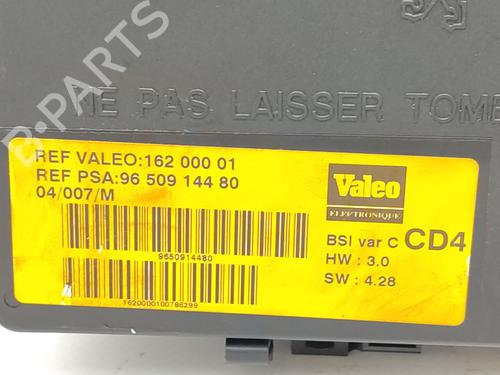 B-PARTS
NE PAS LAISSER TOMBE
REF VALEO:162 000 01
REF PSA:96 509 144 80
04/007/M
Valeo
ELECTRONIQUE
9650914480
BSI var C CD4
HW : 3.0
SW : 4.28
1620000100786299